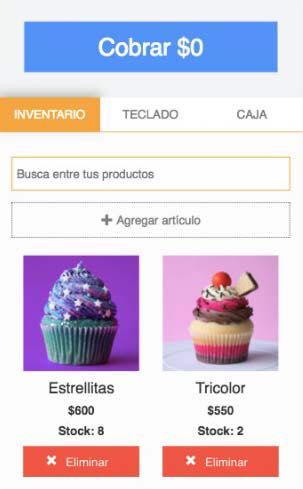 Cobrar $0
INVENTARIO TECLADO CAJA
Busca entre tus productos
+ Agregar artículo
Estrellitas Tricolor
$600 $550
Stock: 8 Stock: 2
✖ Eliminar ✖ Eliminar